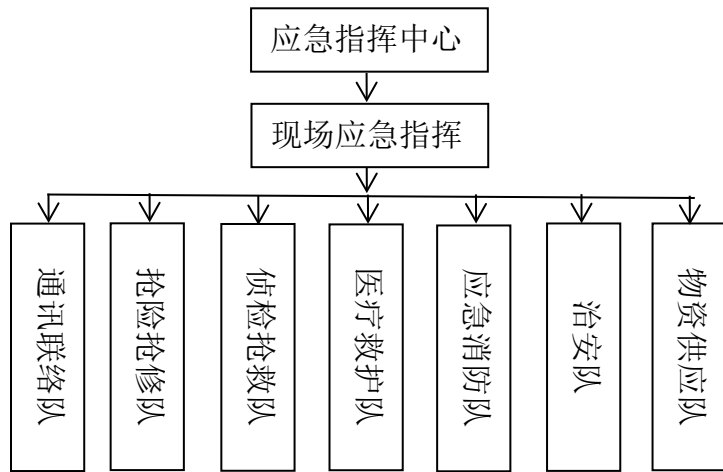 应急指挥中心
现场应急指挥
通讯联络队
抢险抢修队
侦检抢救队
医疗救护队
应急消防队
治安队
物资供应队